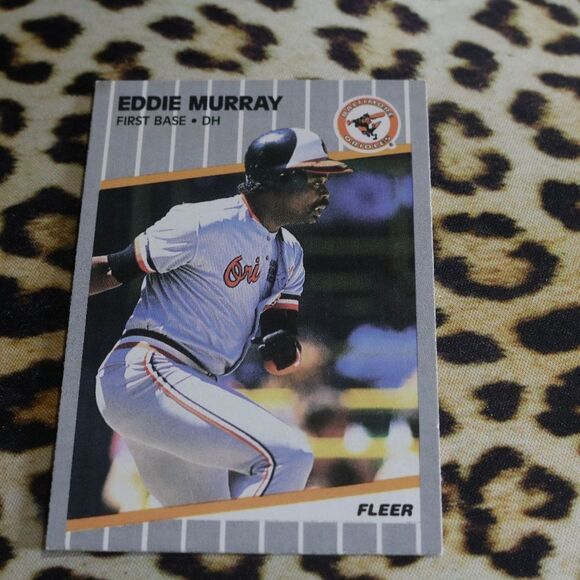 EDDIE MURRAY
FIRST BASE • DH
BALTIMORE
ORIOLES
Ori
FLEER